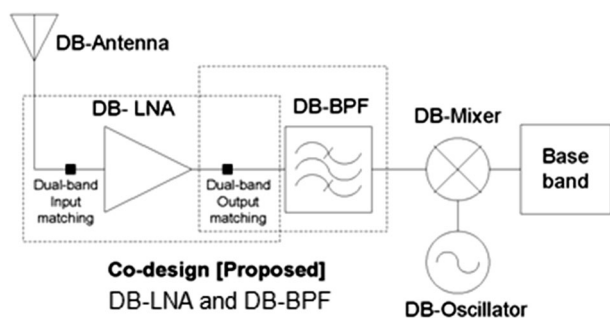 DB-Antenna
DB- LNA
DB-BPF
DB-Mixer
Base
band
Dual-band
Input
matching
Dual-band
Output
matching
Co-design [Proposed]
DB-LNA and DB-BPF
DB-Oscillator